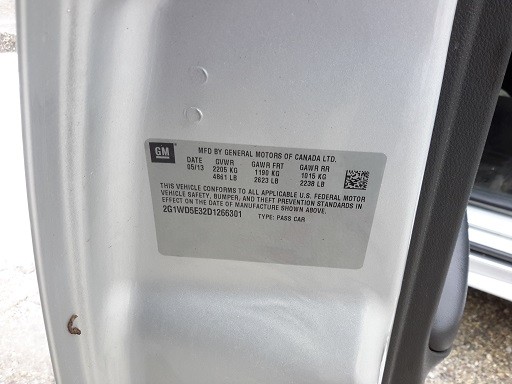 GM
MFD BY GENERAL MOTORS OF CANADA LTD.
DATE GVWR GAWR FRT GAWR RR
05/13 2205 KG 1190 KG 1015 KG
4861 LB 2623 LB 2238 LB
THIS VEHICLE CONFORMS TO ALL APPLICABLE U.S. FEDERAL MOTOR
VEHICLE SAFETY, BUMPER, AND THEFT PREVENTION STANDARDS IN
EFFECT ON THE DATE OF MANUFACTURE SHOWN ABOVE.
2G1WD5E32D1266301 TYPE: PASS CAR